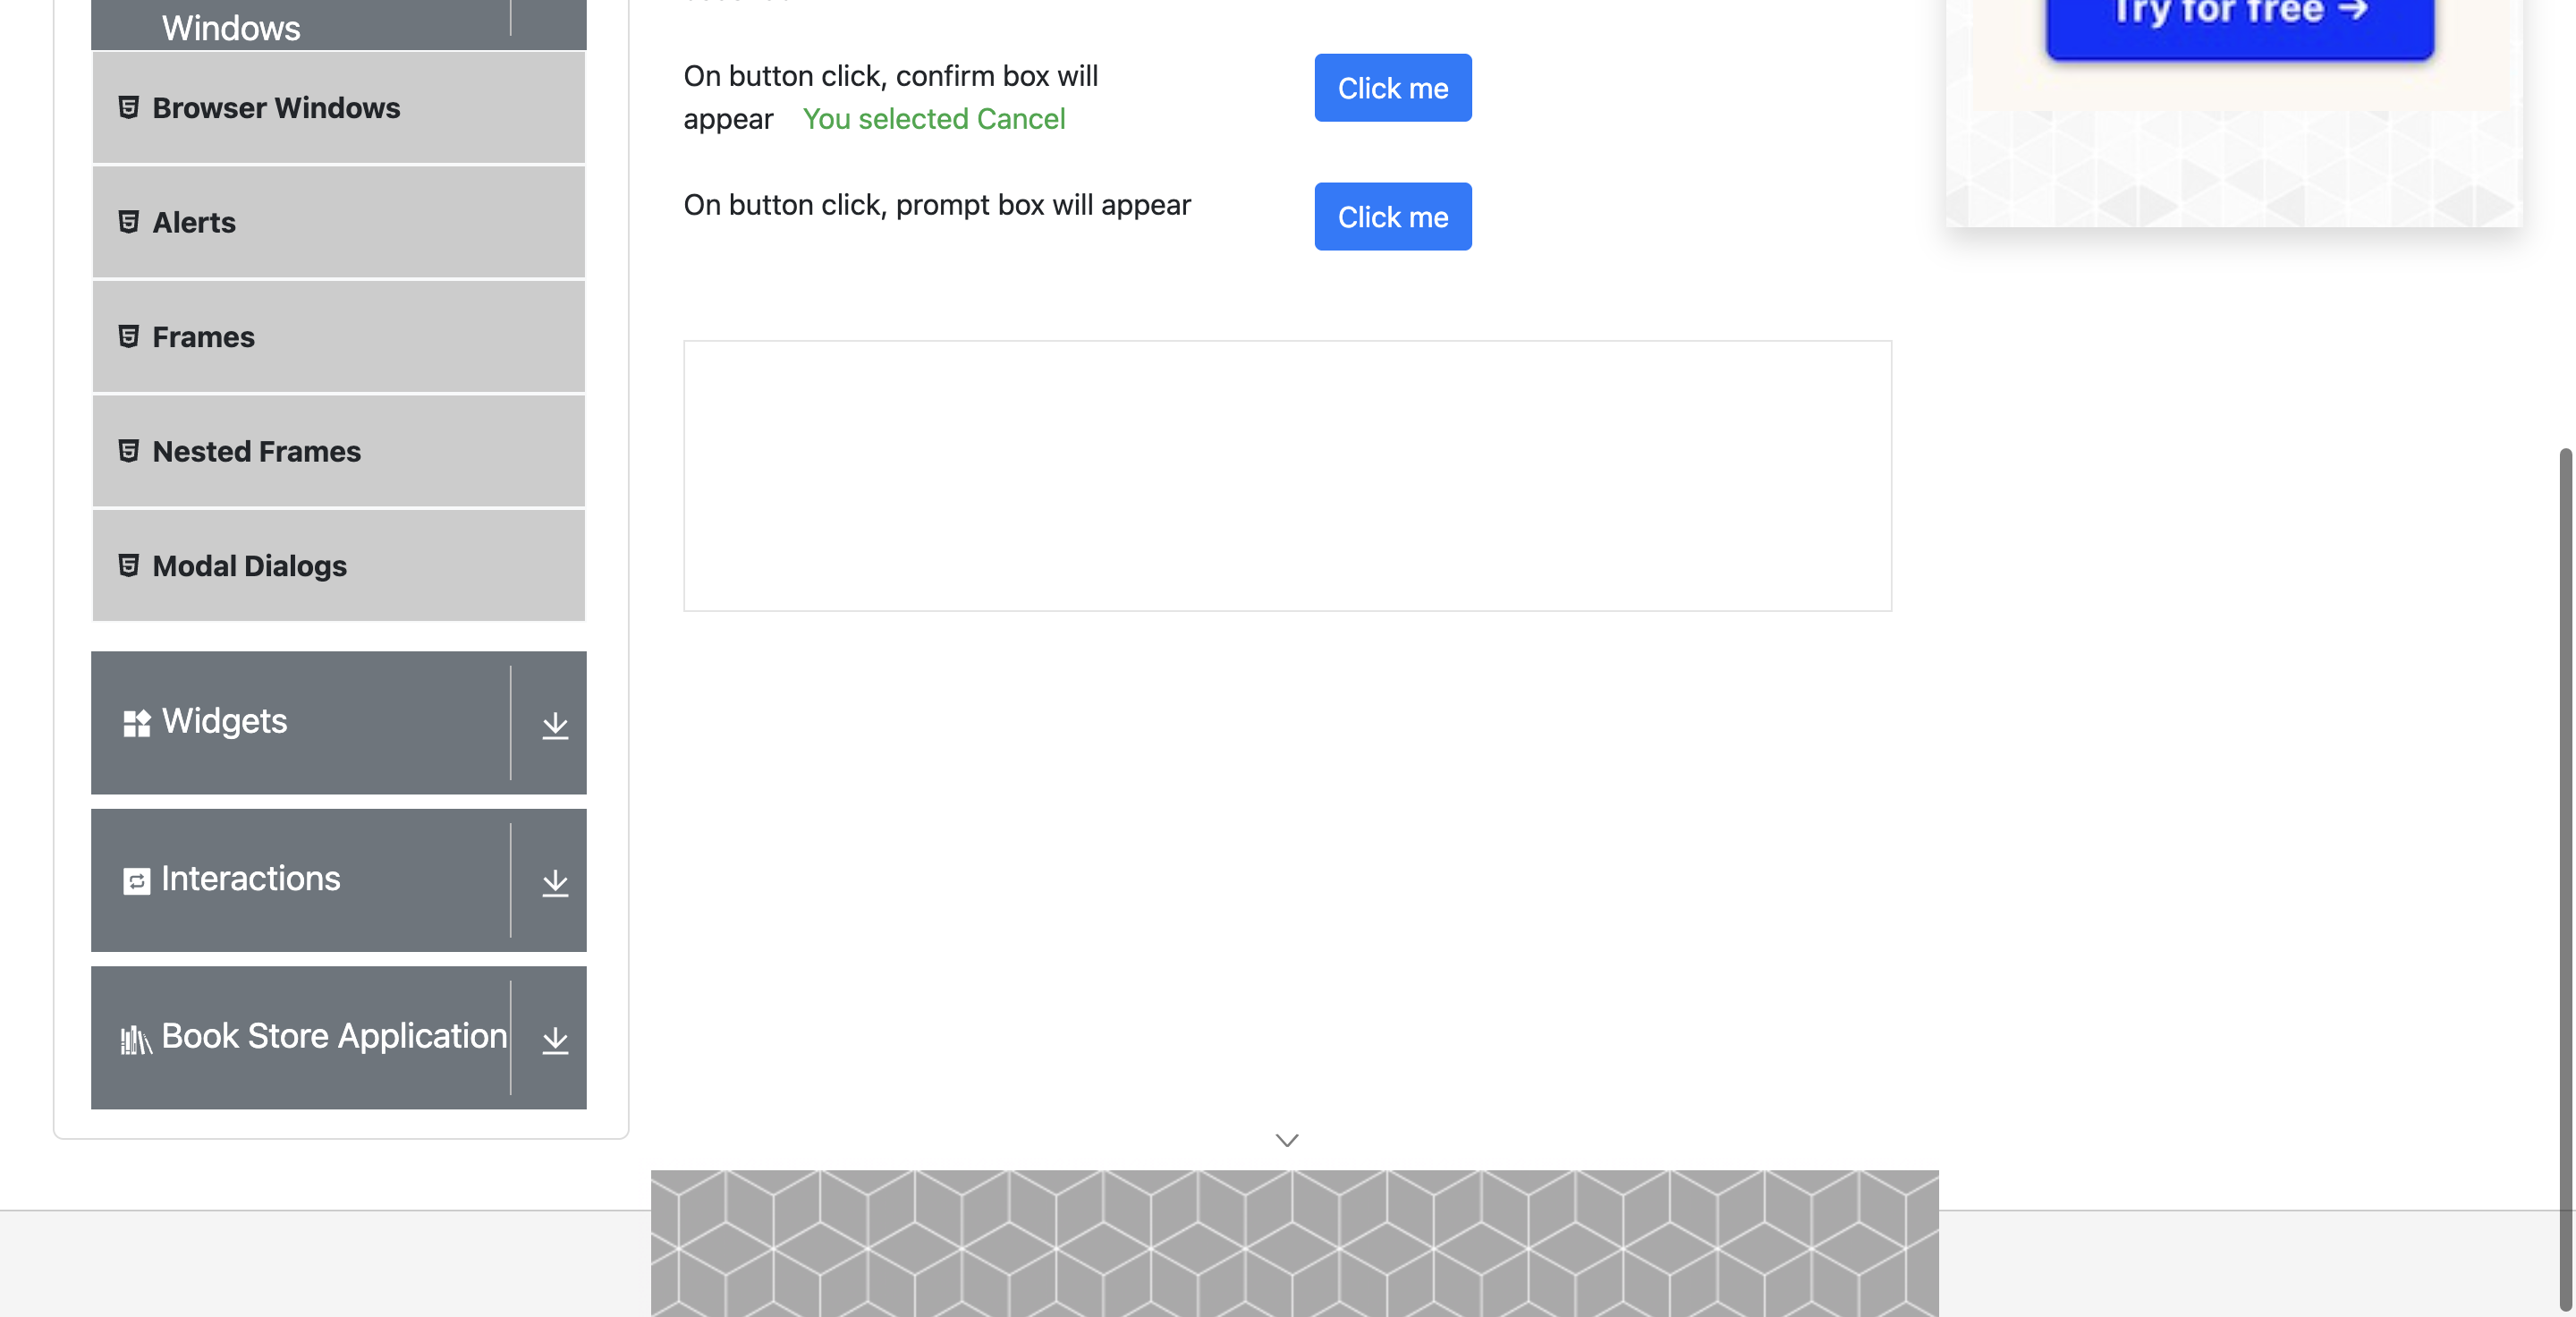 Windows
Browser Windows
Alerts
Frames
Nested Frames
Modal Dialogs
Widgets
Interactions
Book Store Application
On button click, confirm box will
appear You selected Cancel
Click me
On button click, prompt box will appear
Click me
Try for free →